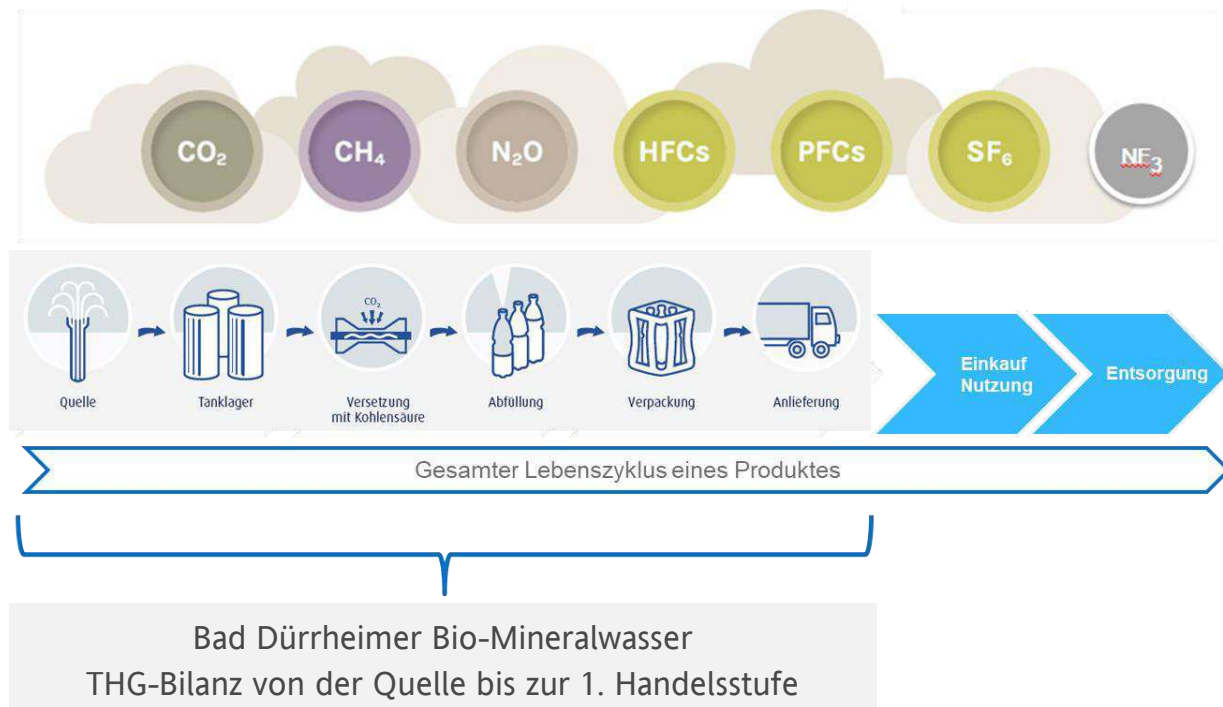 CO₂ CH₄ N₂O HFCs PFCs SF₆ NF₃
CO₂
Quelle
Tanklager
Versetzung
mit Kohlensäure
Abfüllung
Verpackung
Anlieferung
Einkauf
Nutzung
Entsorgung
Gesamter Lebenszyklus eines Produktes
Bad Dürrheimer Bio-Mineralwasser
THG-Bilanz von der Quelle bis zur 1. Handelsstufe